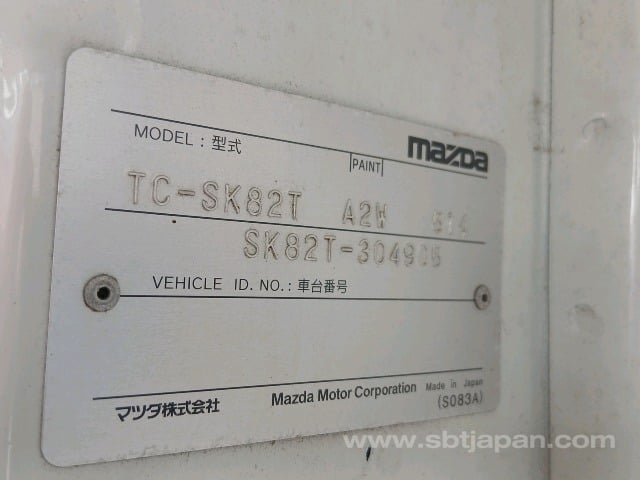 MODEL : 型式
PAINT
mazda
TC-SK82T A2W 614
SK82T-304905
VEHICLE ID. NO. : 車台番号
マツダ株式会社
Mazda Motor Corporation
Made in Japan
(S083A)
www.sbtjapan.com